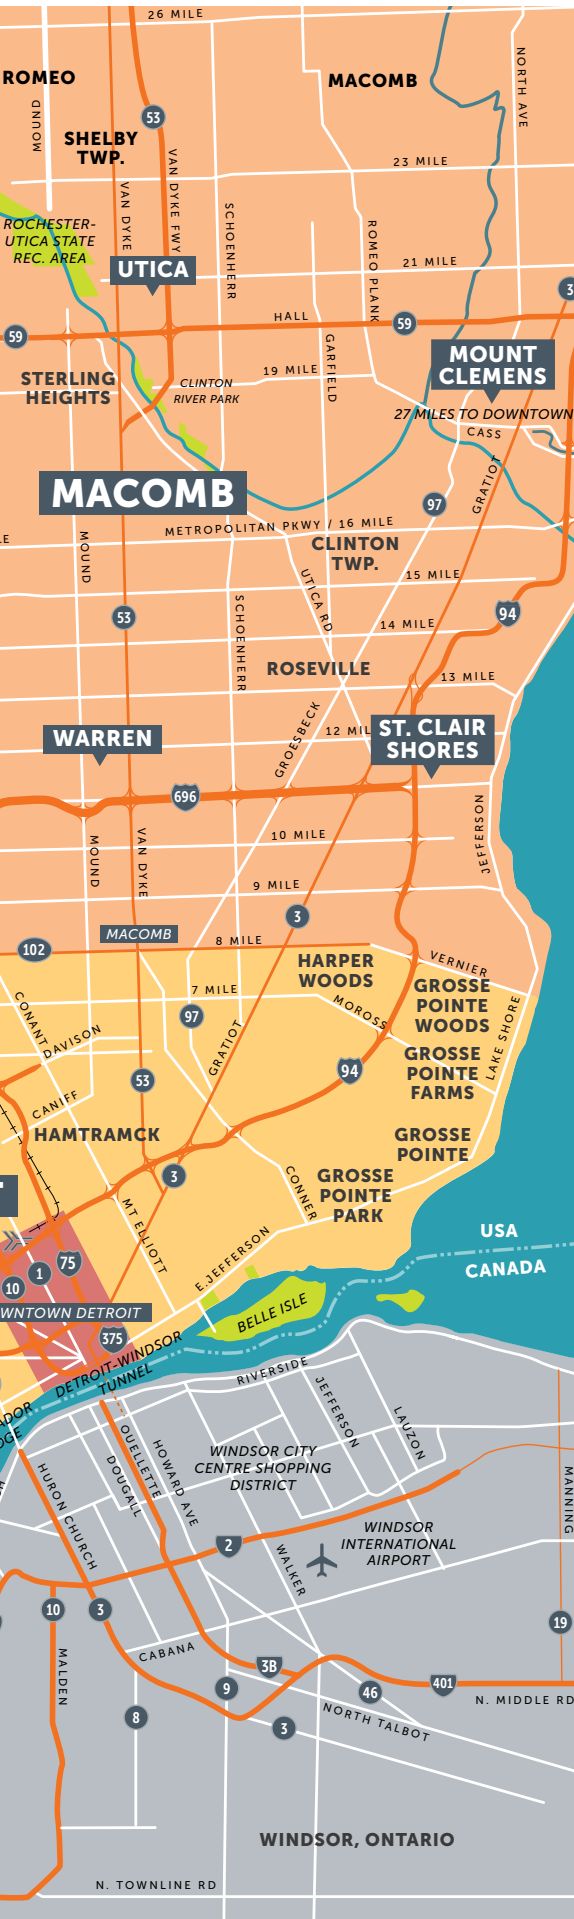 26 MILE
ROMEO
MACOMB
NORTH AVE
MOUND
53
SHELBY
TWP.
VAN DYKE FWY
23 MILE
VAN DYKE
SCHOENHERR
ROCHESTER-
UTICA STATE
REC. AREA
ROMEO PLANK
UTICA
21 MILE
3
HALL
59
59
GARFIELD
MOUNT
CLEMENS
19 MILE
STERLING
HEIGHTS
CLINTON
RIVER PARK
27 MILES TO DOWNTOWN
CASS
GRATIOT
MACOMB
97
METROPOLITAN PKWY / 16 MILE
LE
MOUND
CLINTON
TWP.
UTICA RD
15 MILE
SCHOENHERR
53
94
14 MILE
ROSEVILLE
13 MILE
GROESBECK
WARREN
12 MIL
ST. CLAIR
SHORES
696
JEFFERSON
10 MILE
MOUND
VAN DYKE
9 MILE
3
MACOMB
8 MILE
102
HARPER
WOODS
VERNIER
GROSSE
POINTE
WOODS
7 MILE
CONANT
MOROSS
LAKE SHORE
97
DAVISON
GRATIOT
GROSSE
POINTE
FARMS
94
53
CANIFF
HAMTRAMCK
GROSSE
POINTE
3
CONNER
GROSSE
POINTE
PARK
T
MT ELLIOTT
E.JEFFERSON
USA
CANADA
75
1
10
WNTOWN DETROIT
BELLE ISLE
375
DETROIT-WINDSOR
TUNNEL
RIVERSIDE
ADOR
DGE
JEFFERSON
LAUZON
OUELLETTE
HOWARD AVE
DOUGALL
HURON CHURCH
WINDSOR CITY
CENTRE SHOPPING
DISTRICT
MANNING
WINDSOR
INTERNATIONAL
AIRPORT
2
WALKER
10
3
19
CABANA
MALDEN
3B
9
46
401
N. MIDDLE RD
8
3
NORTH TALBOT
WINDSOR, ONTARIO
N. TOWNLINE RD